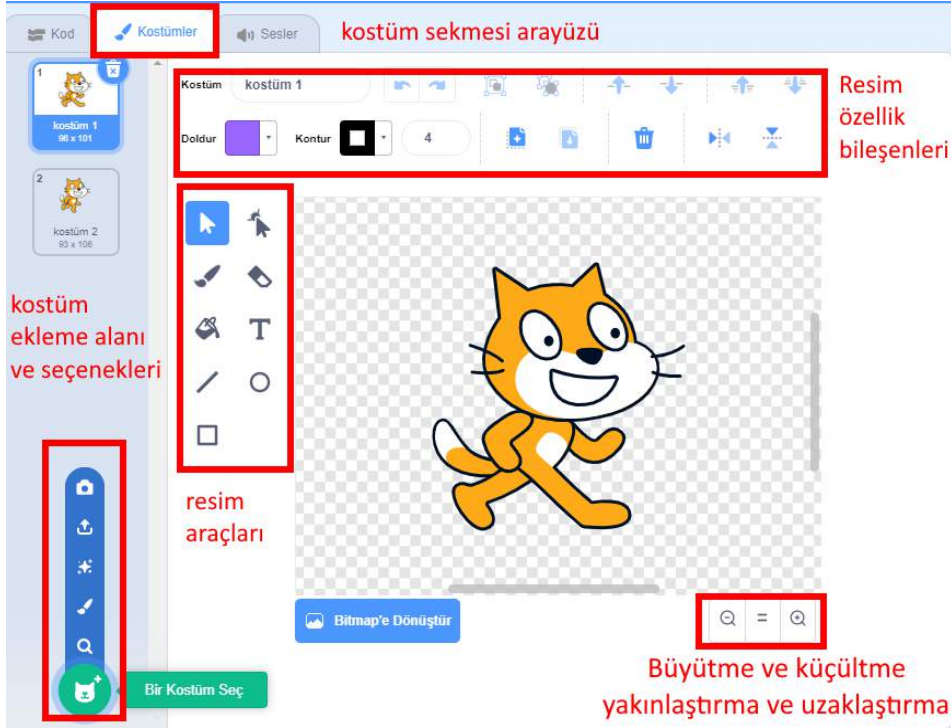 Kod
Kostümler
Sesler
kostüm sekmesi arayüzü
1
kostüm 1
96 x 101
2
kostüm 2
93 x 106
Kostüm
kostüm 1
Doldur
Kontur
4
Resim
özellik
bileşenleri
kostüm
ekleme alanı
ve seçenekleri
T
resim
araçları
Bitmap'e Dönüştür
=
Büyütme ve küçültme
yakınlaştırma ve uzaklaştırma
Bir Kostüm Seç